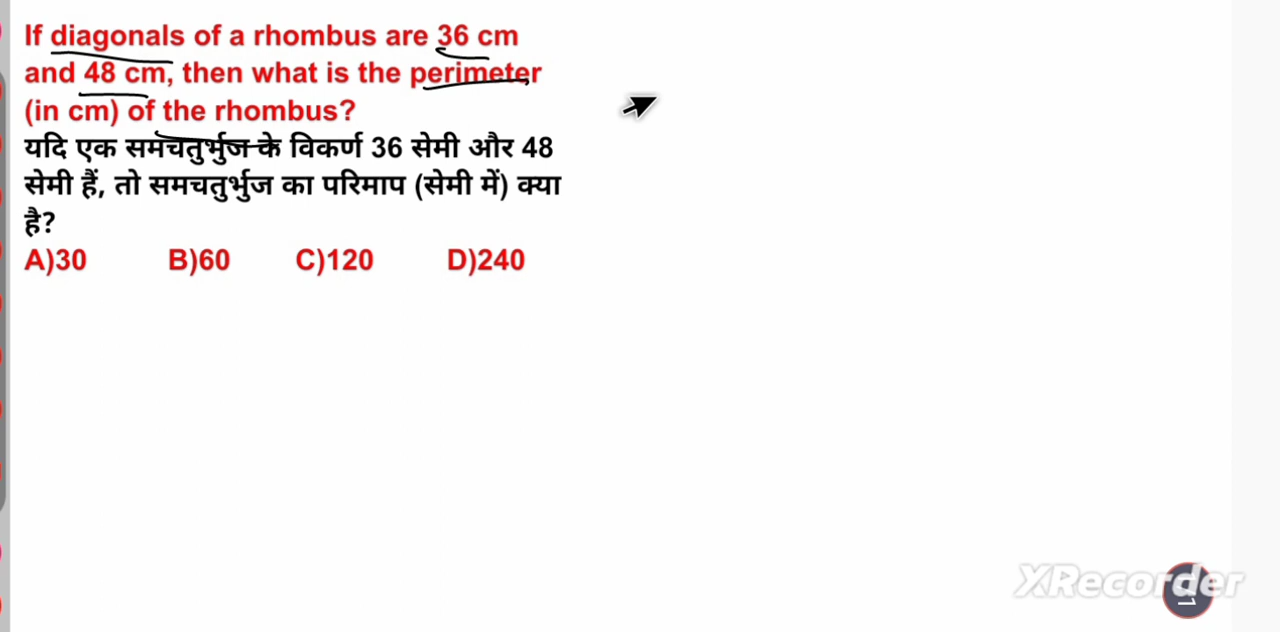 If diagonals of a rhombus are 36 cm
and 48 cm, then what is the perimeter
(in cm) of the rhombus?
यदि एक समचतुर्भुज के विकर्ण 36 सेमी और 48
सेमी हैं, तो समचतुर्भुज का परिमाप (सेमी में) क्या
है?
A)30 B)60 C)120 D)240
XRecorder